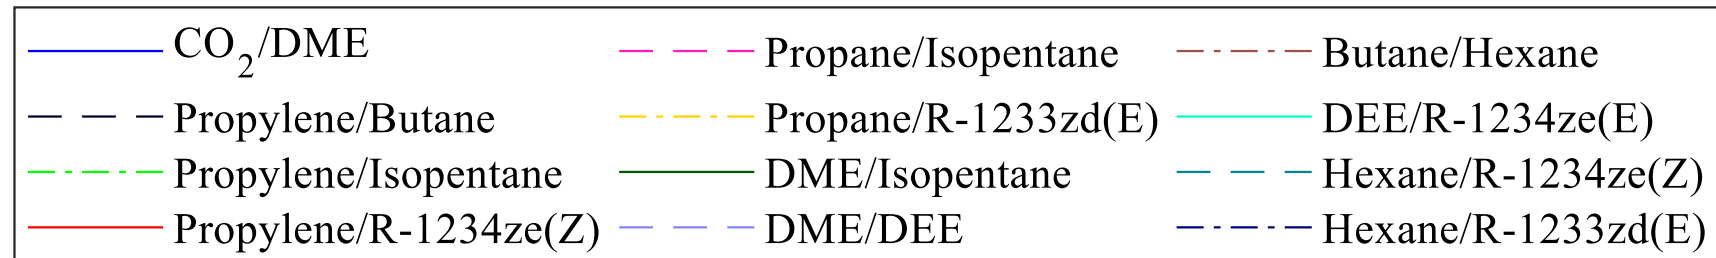 CO2/DME
Propylene/Butane
Propylene/Isopentane
Propylene/R-1234ze(Z)
Propane/Isopentane
Propane/R-1233zd(E)
DME/Isopentane
DME/DEE
Butane/Hexane
DEE/R-1234ze(E)
Hexane/R-1234ze(Z)
Hexane/R-1233zd(E)